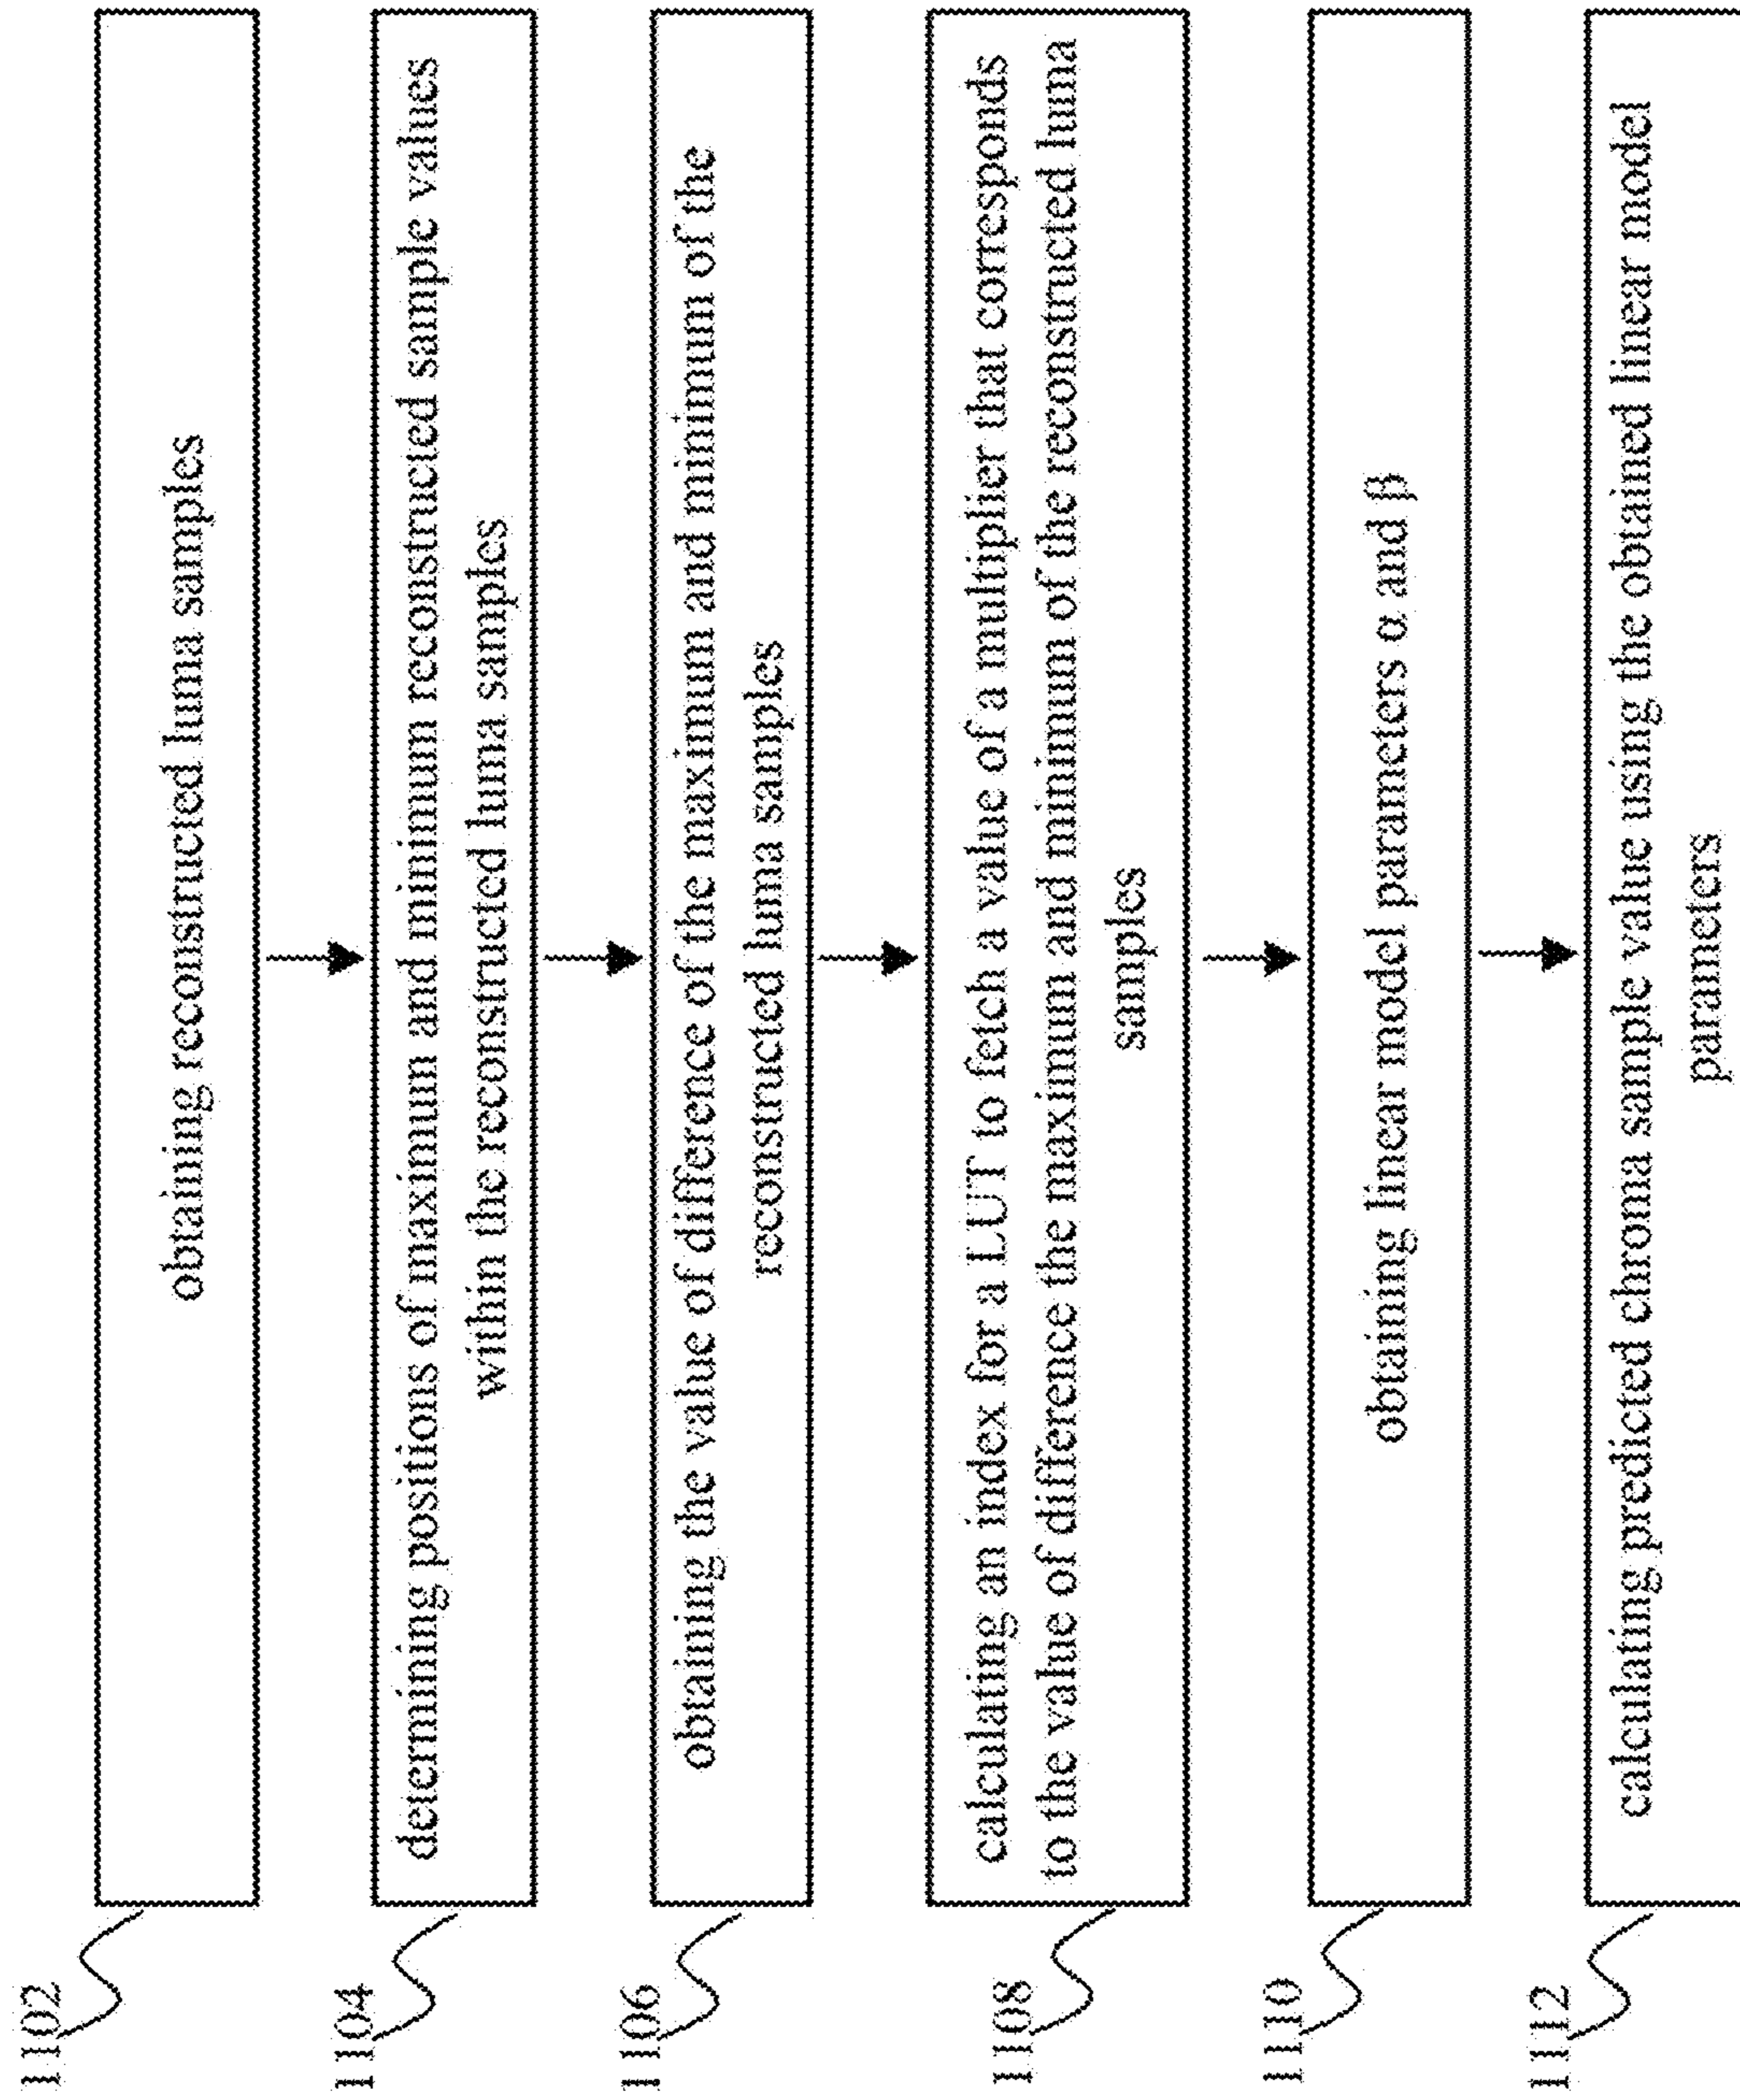 1102
obtaining reconstructed luma samples
1104
determining positions of maximum and minimum reconstructed sample values
within the reconstructed luma samples
1106
obtaining the value of difference of the maximum and minimum of the
reconstructed luma samples
1108
calculating an index for a LUT to fetch a value of a multiplier that corresponds
to the value of difference the maximum and minimum of the reconstructed luma
samples
1110
obtaining linear model parameters α and β
1112
calculating predicted chroma sample value using the obtained linear model
parameters